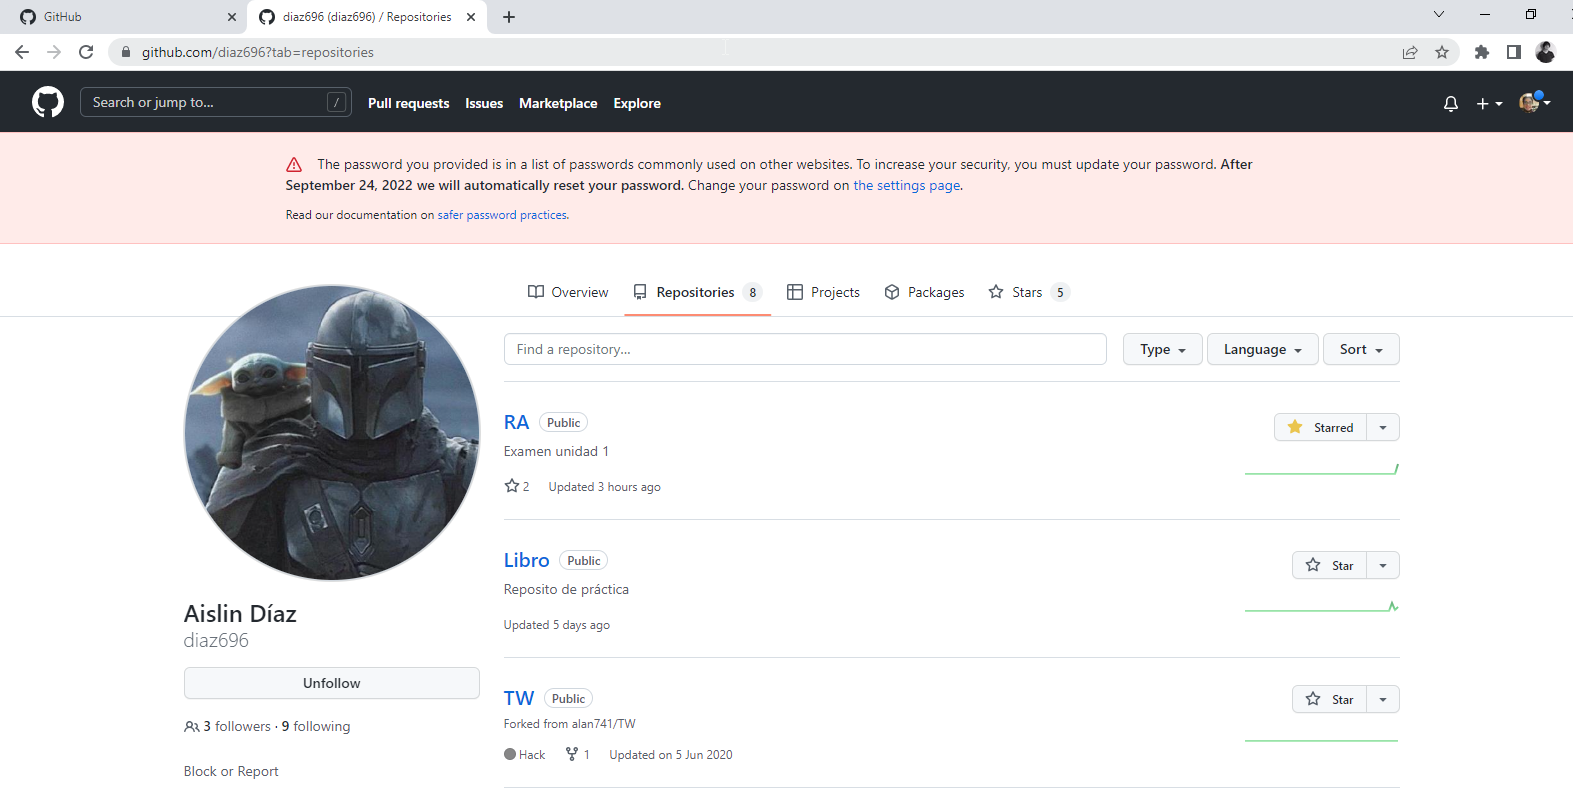 GitHub
diaz696 (diaz696) / Repositories
github.com/diaz696?tab=repositories
Search or jump to... /
Pull requests Issues Marketplace Explore
The password you provided is in a list of passwords commonly used on other websites. To increase your security, you must update your password. After
September 24, 2022 we will automatically reset your password. Change your password on the settings page.
Read our documentation on safer password practices.
Overview Repositories 8 Projects Packages Stars 5
Find a repository...
Type Language Sort
RA Public
Starred
Examen unidad 1
2 Updated 3 hours ago
Libro Public
Star
Reposito de práctica
Updated 5 days ago
TW Public
Star
Forked from alan741/TW
Hack 1 Updated on 5 Jun 2020
Aislin Díaz
diaz696
Unfollow
3 followers · 9 following
Block or Report